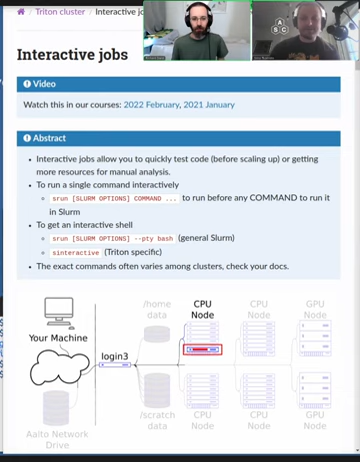 / Triton cluster / Interactive jo
Interactive jobs
Video
Watch this in our courses: 2022 February, 2021 January
Abstract
• Interactive jobs allow you to quickly test code (before scaling up) or getting
more resources for manual analysis.
• To run a single command interactively
srun [SLURM OPTIONS] COMMAND ... to run before any COMMAND to run it
in Slurm
• To get an interactive shell
srun [SLURM OPTIONS] --pty bash (general Slurm)
sinteractive (Triton specific)
• The exact commands often varies among clusters, check your docs.
/home
data
CPU
Node
CPU
Node
GPU
Node
Your Machine
login3
/scratch
data
CPU
Node
CPU
Node
GPU
Node
Aalto Network
Drive
A
S C